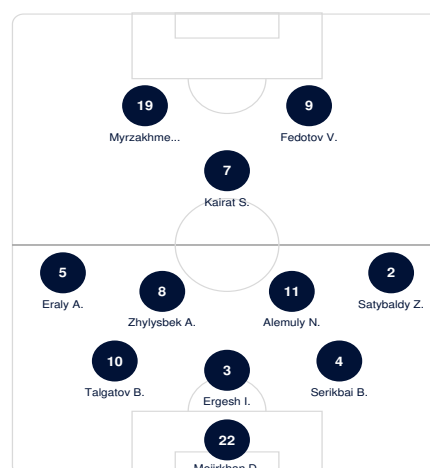 19
9
Myrzakhme...
Fedotov V.
7
Kairat S.
5
2
Eraly A.
8
11
Satybaldy Z.
Zhylysbek A.
Alemuly N.
10
3
4
Talgatov B.
Ergesh I.
Serikbai B.
22